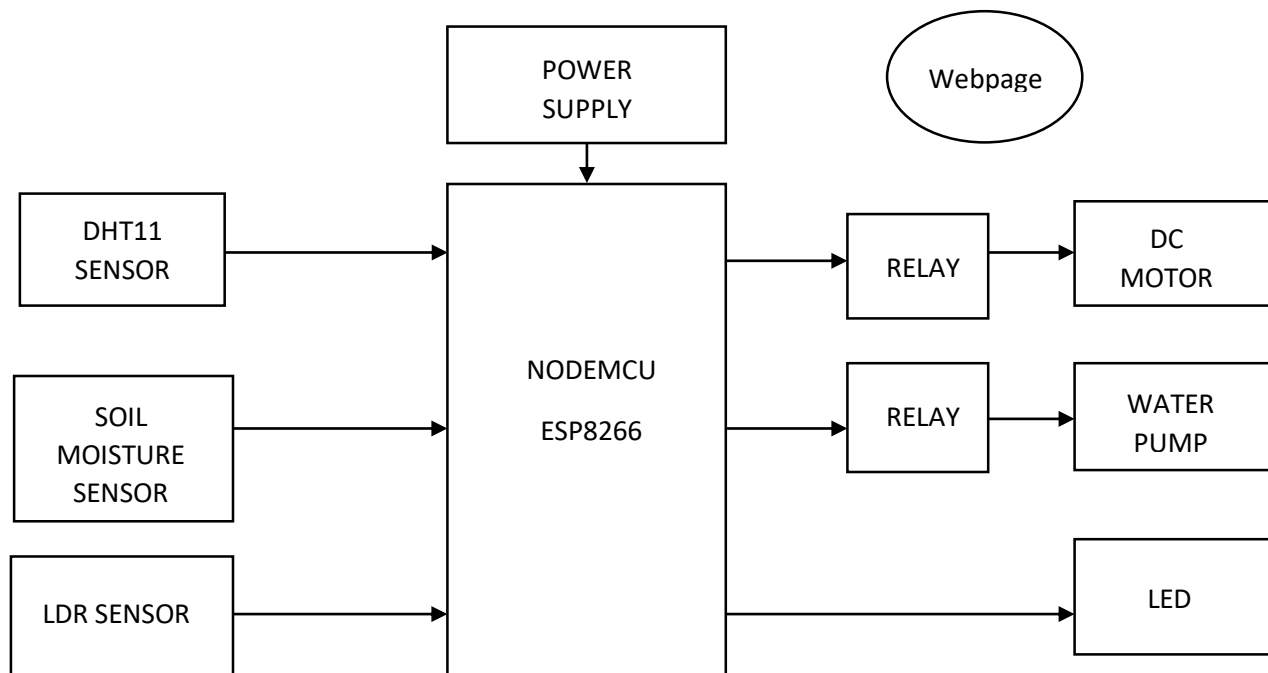 POWER
SUPPLY
Webpage
DHT11
SENSOR
RELAY
DC
MOTOR
NODEMCU
ESP8266
SOIL
MOISTURE
SENSOR
RELAY
WATER
PUMP
LDR SENSOR
LED